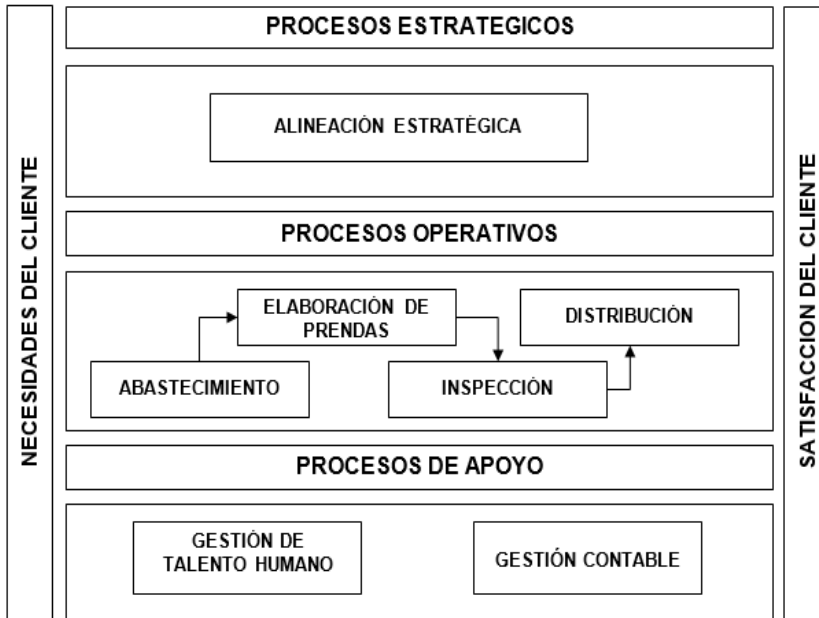 PROCESOS ESTRATEGICOS
ALINEACIÓN ESTRATÉGICA
NECESIDADES DEL CLIENTE
PROCESOS OPERATIVOS
ELABORACIÓN DE
PRENDAS
DISTRIBUCIÓN
ABASTECIMIENTO
INSPECCIÓN
PROCESOS DE APOYO
GESTIÓN DE
TALENTO HUMANO
GESTIÓN CONTABLE
SATISFACCION DEL CLIENTE